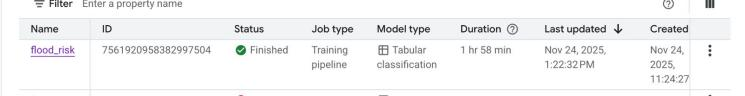 Filter Enter a property name
Name ID Status Job type Model type Duration Last updated Created
flood_risk 7561920958382997504 Finished Training Tabular 1 hr 58 min Nov 24, 2025, Nov 24,
pipeline classification 1:22:32 PM 2025,
11:24:27